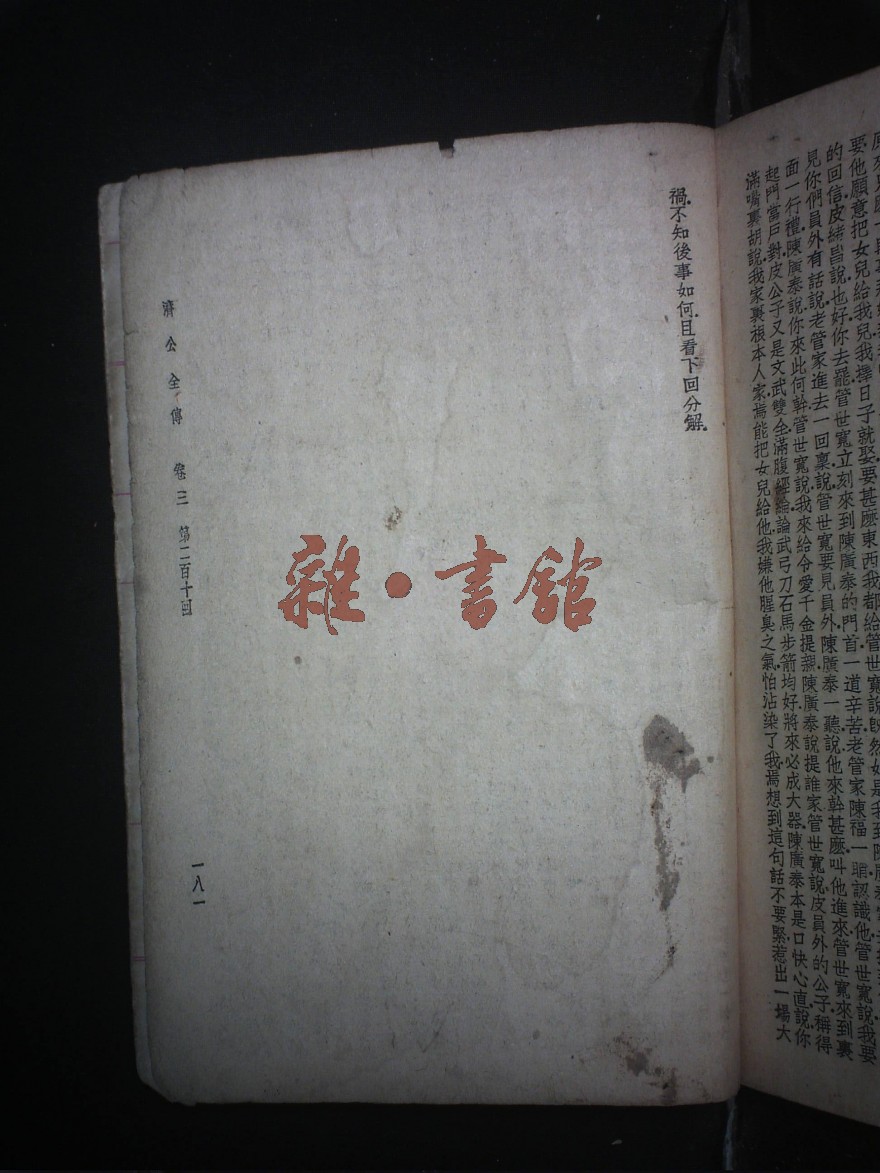 要他願意把女兒給我兒我擇日子就娶要甚麽東西我都給管世寬說旣然如是我到陳廣泰
的回信皮緖昌說也好你去罷管世寬立刻來到陳廣泰的門首一道辛苦老管家陳福一瞧認識他管世寬說我要
見你們員外有話說老管家進去一回稟說管世寬要見員外陳廣泰一聽說他來幹甚麽叫他進來管世寬來到裏
面一行禮陳廣泰說你來此何幹管世寬說我來給令愛千金提親陳廣泰說提誰家管世寬說皮員外的公子稱得
起門當戶對皮公子又是文武雙全滿腹經論論武弓刀石馬步箭均好將來必成大器陳廣泰本是口快心直說你
滿嘴裏胡說我家裏根本人家焉能把女兒給他我嫌他腥臭之氣怕沾染了我焉想到這句話不要緊惹出一場大
禍.不知後事如何.且看下回分解.
濟公全傳 卷三 第二百十回 一八一
雜•書館